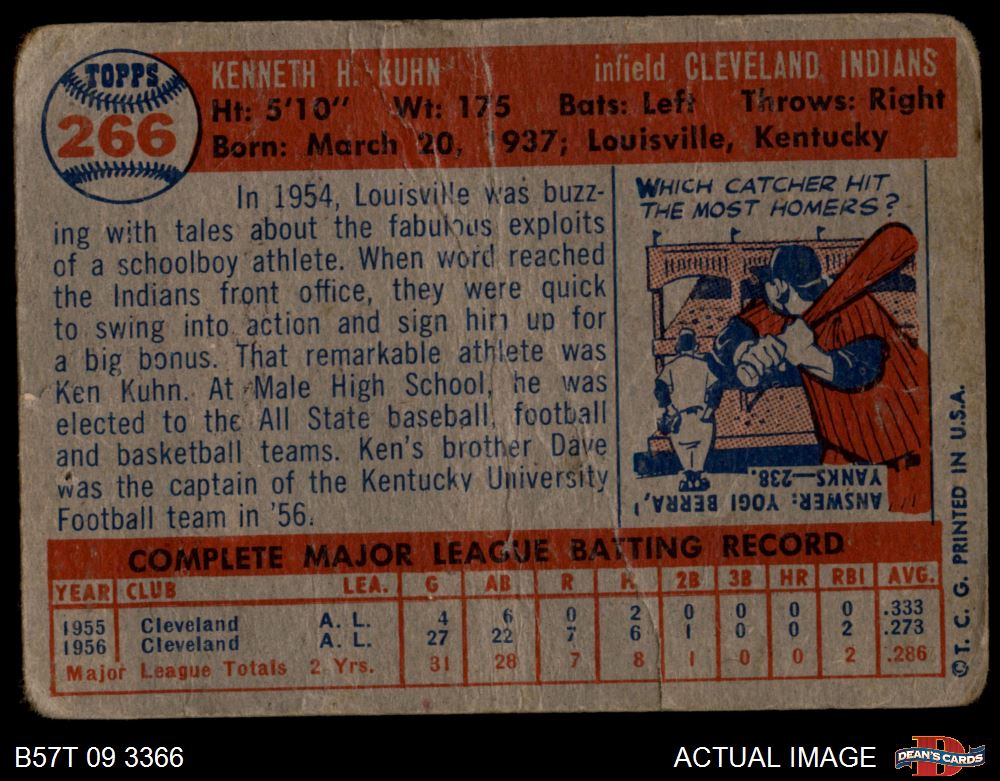 TOPPS
266
KENNETH H. KUHN infield CLEVELAND INDIANS
Ht: 5'10" Wt: 175 Bats: Left Throws: Right
Born: March 20, 1937; Louisville, Kentucky
In 1954, Louisville was buzz-
ing with tales about the fabulous exploits
of a schoolboy athlete. When word reached
the Indians front office, they were quick
to swing into action and sign him up for
a big bonus. That remarkable athlete was
Ken Kuhn. At Male High School, he was
elected to the All State baseball, football
and basketball teams. Ken's brother Dave
was the captain of the Kentucky University
Football team in '56.
WHICH CATCHER HIT
THE MOST HOMERS?
ANSWER: YOGI BERRA,
YANKS—238.
COMPLETE MAJOR LEAGUE BATTING RECORD
YEAR CLUB LEA. G AB R H 2B 3B HR RBI AVG.
1955 Cleveland A. L. 4 6 0 2 0 0 0 0 .333
1956 Cleveland A. L. 27 22 7 6 1 0 0 2 .273
Major League Totals 2 Yrs. 31 28 7 8 1 0 0 2 .286
©T. C. G. PRINTED IN U.S.A.
B57T 09 3366
ACTUAL IMAGE
DEAN'S CARDS